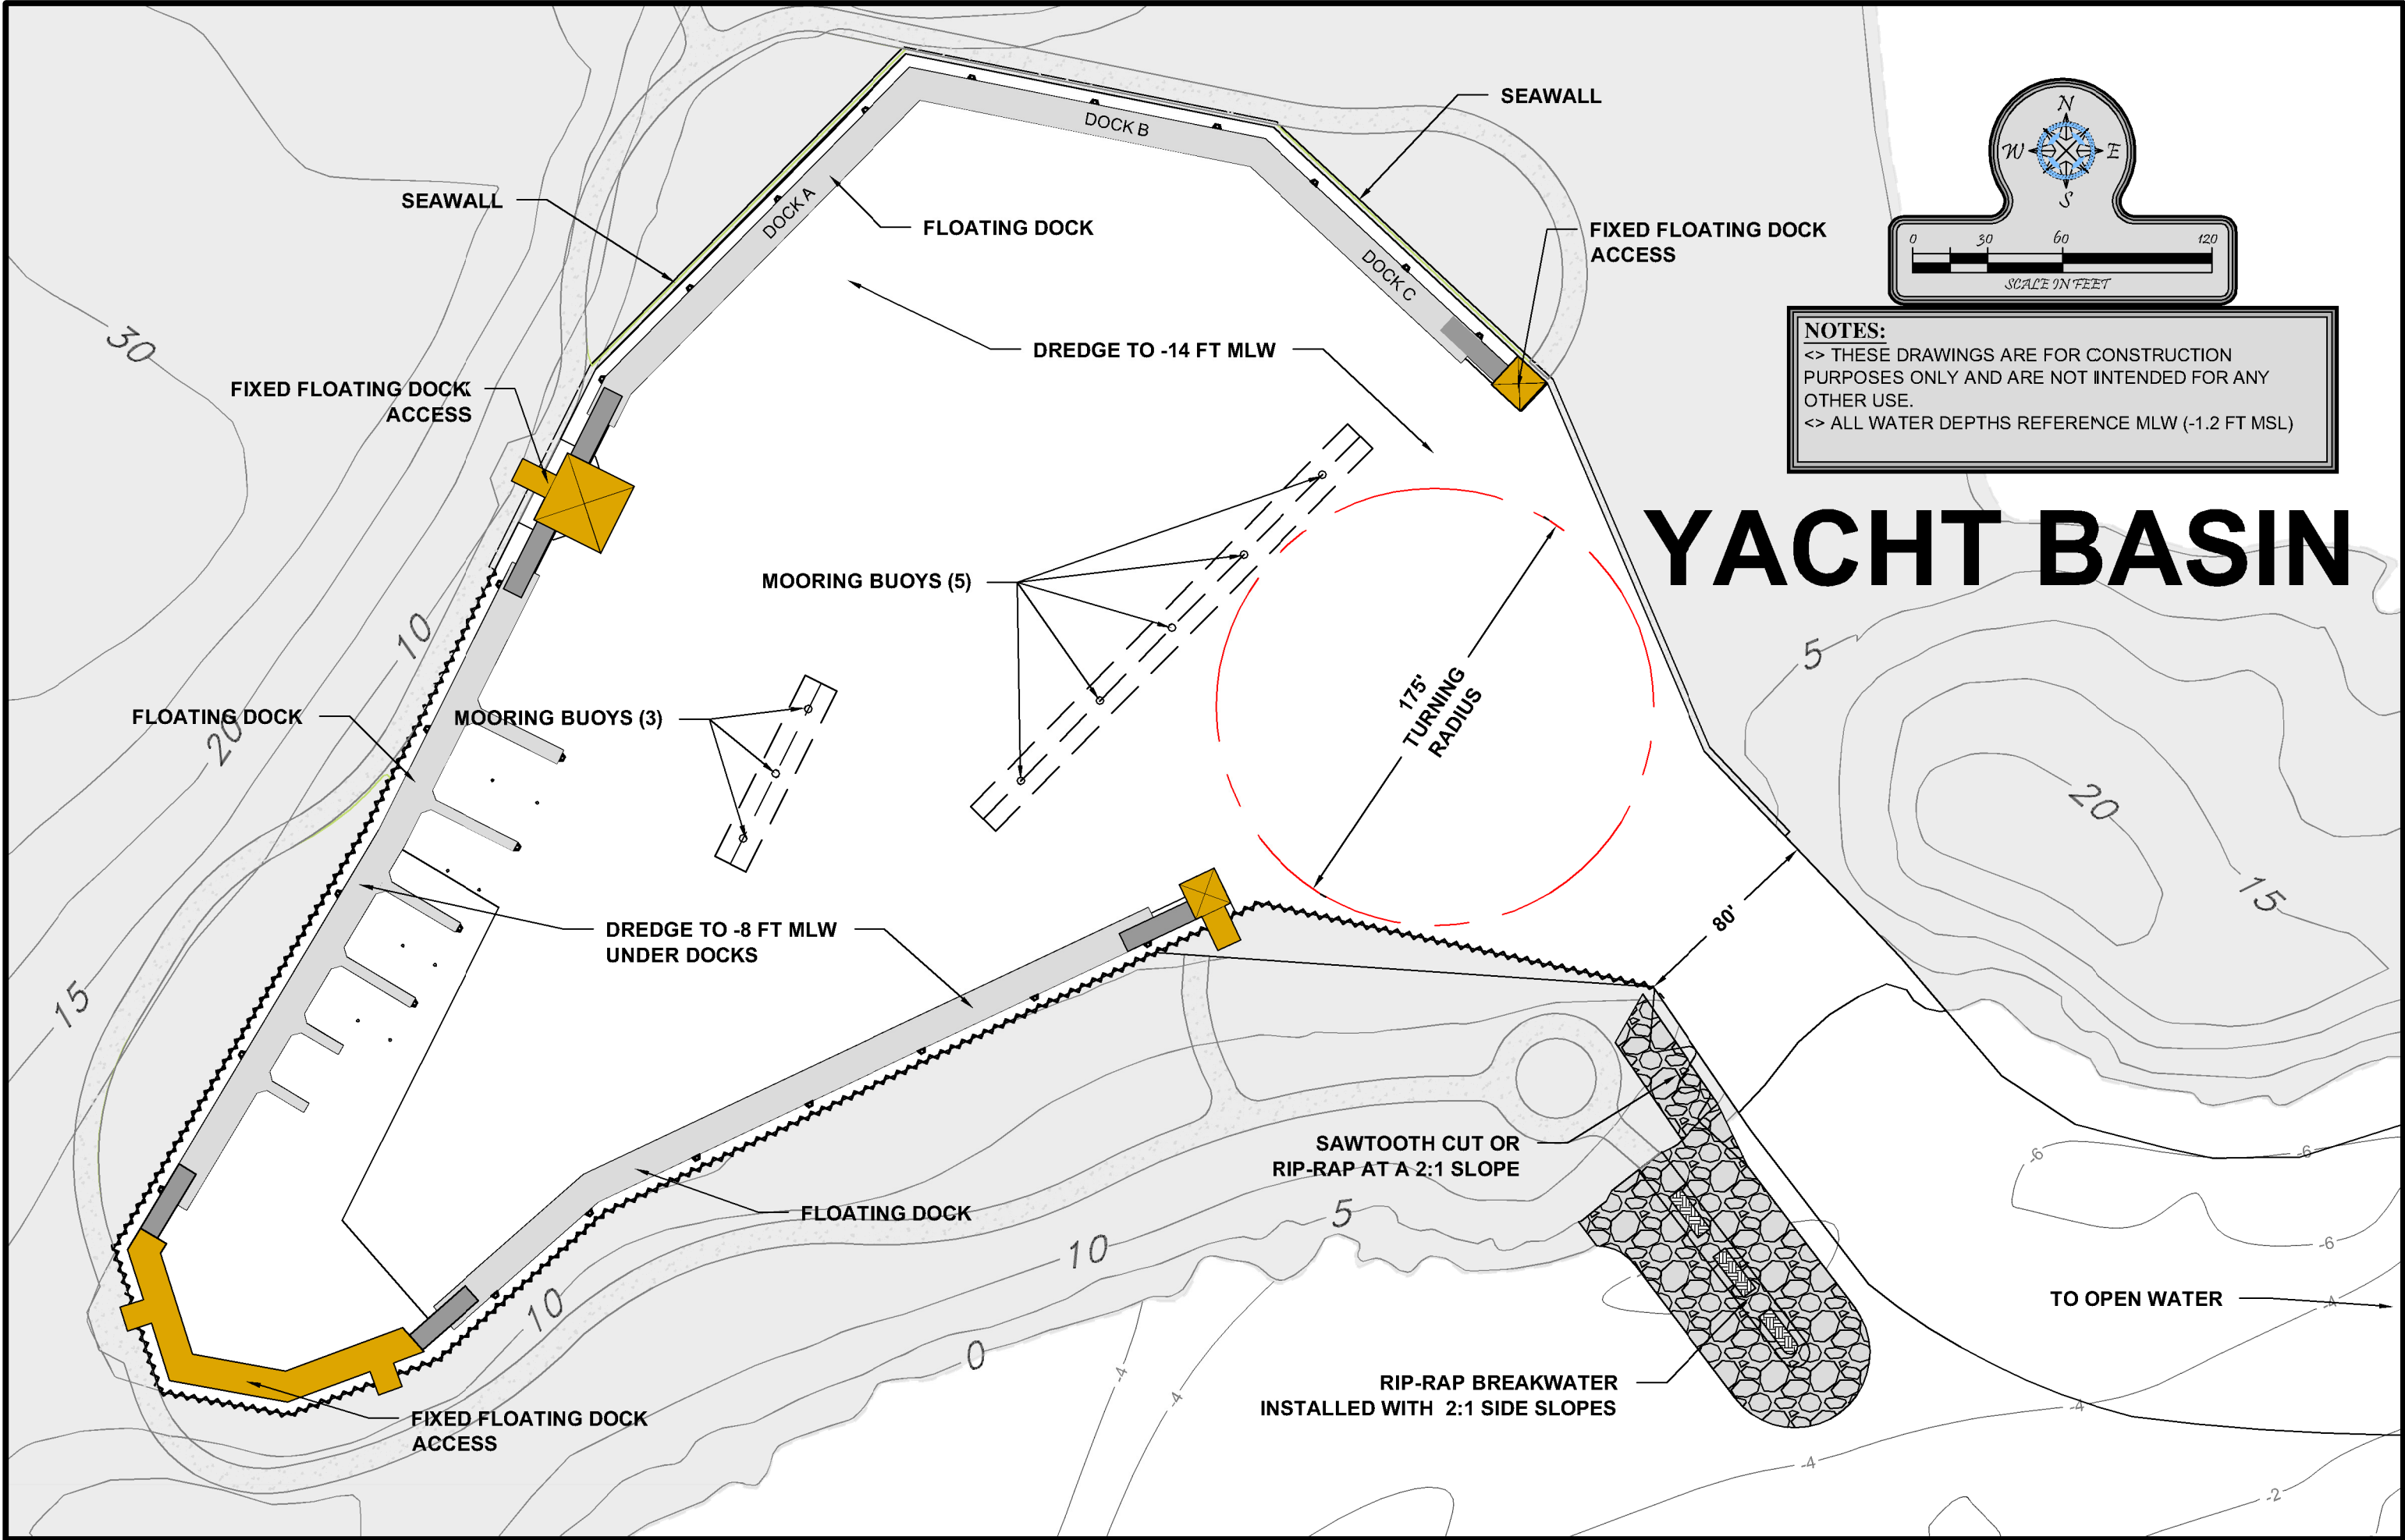 SEAWALL
N
W
E
S
SEAWALL
DOCK B
DOCK A
FLOATING DOCK
FIXED FLOATING DOCK
ACCESS
0 30 60 120
SCALE IN FEET
DOCK C
30
DREDGE TO -14 FT MLW
FIXED FLOATING DOCK
ACCESS
NOTES:
<> THESE DRAWINGS ARE FOR CONSTRUCTION
PURPOSES ONLY AND ARE NOT INTENDED FOR ANY
OTHER USE.
<> ALL WATER DEPTHS REFERENCE MLW (-1.2 FT MSL)
YACHT BASIN
MOORING BUOYS (5)
10
5
FLOATING DOCK
20
MOORING BUOYS (3)
175'
TURNING
RADIUS
20
15
80'
DREDGE TO -8 FT MLW
UNDER DOCKS
15
SAWTOOTH CUT OR
RIP-RAP AT A 2:1 SLOPE
-6
-6
FLOATING DOCK
5
10
-6
10
TO OPEN WATER
-4
0
-4
-4
RIP-RAP BREAKWATER
INSTALLED WITH 2:1 SIDE SLOPES
-4
FIXED FLOATING DOCK
ACCESS
-4
-2